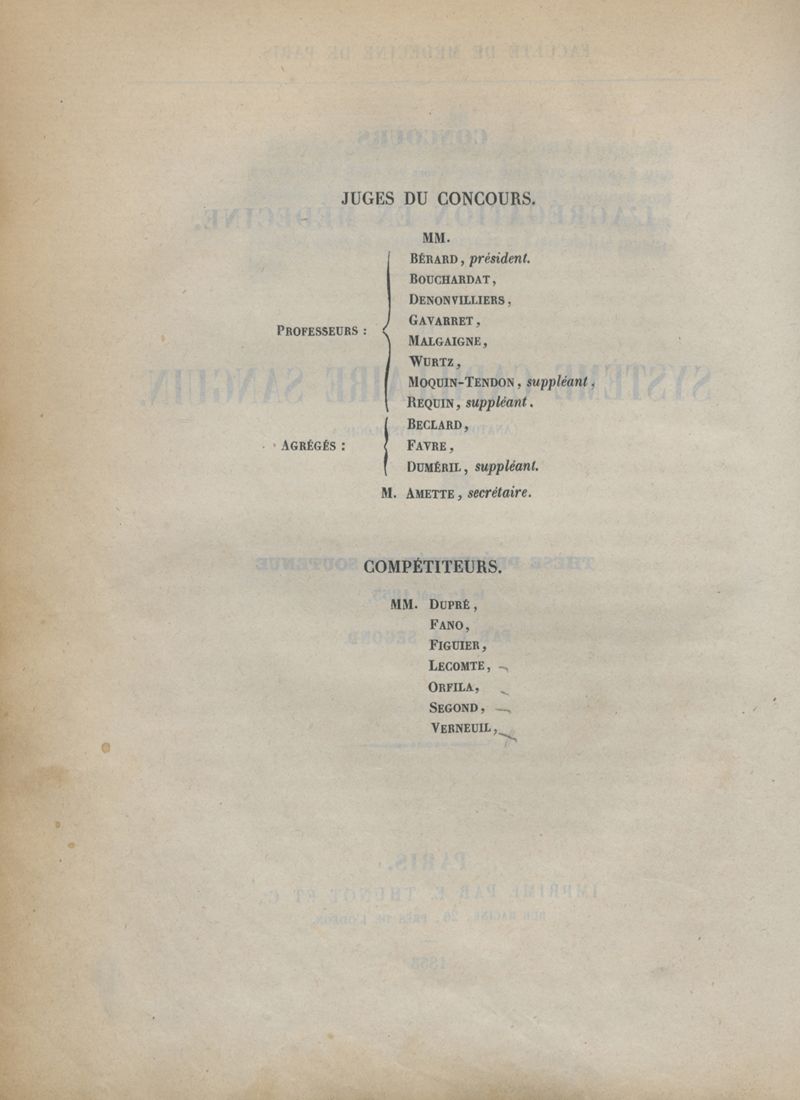 JUGES DU CONCOURS.
MM.
BÉRARD, président.
BOUCHARDAT,
DENONVILLIERS,
GAVARRET,
PROFESSEURS :
MALGAIGNE,
WURTZ,
MOQUIN-TENDON, suppléant,
REQUIN, suppléant.
BECLARD,
AGRÉGÉS :
FAVRE,
DUMÉRIL, suppléant.
M. AMETTE, secrétaire.
COMPÉTITEURS.
MM. DUPRÉ,
FANO,
FIGUIER,
LECOMTE,
ORFILA,
SEGOND,
VERNEUIL,